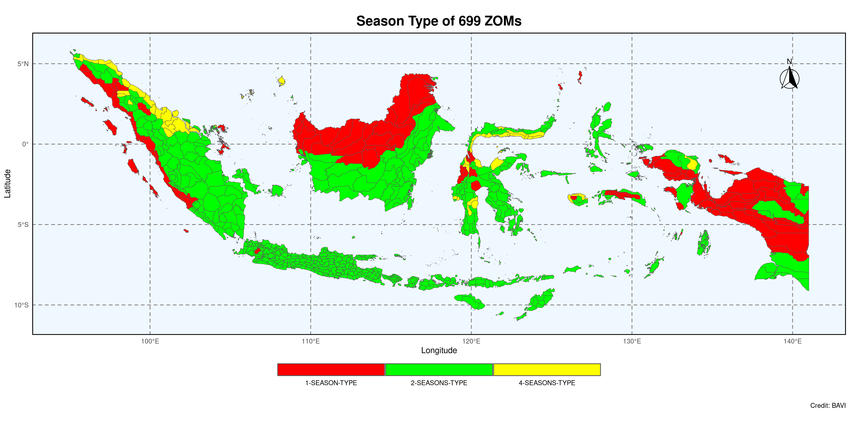 Season Type of 699 ZOMs
5°N
N
0°
Latitude
5°S
10°S
100°E 110°E 120°E 130°E 140°E
Longitude
1-SEASON-TYPE 2-SEASONS-TYPE 4-SEASONS-TYPE
Credit: BAVI